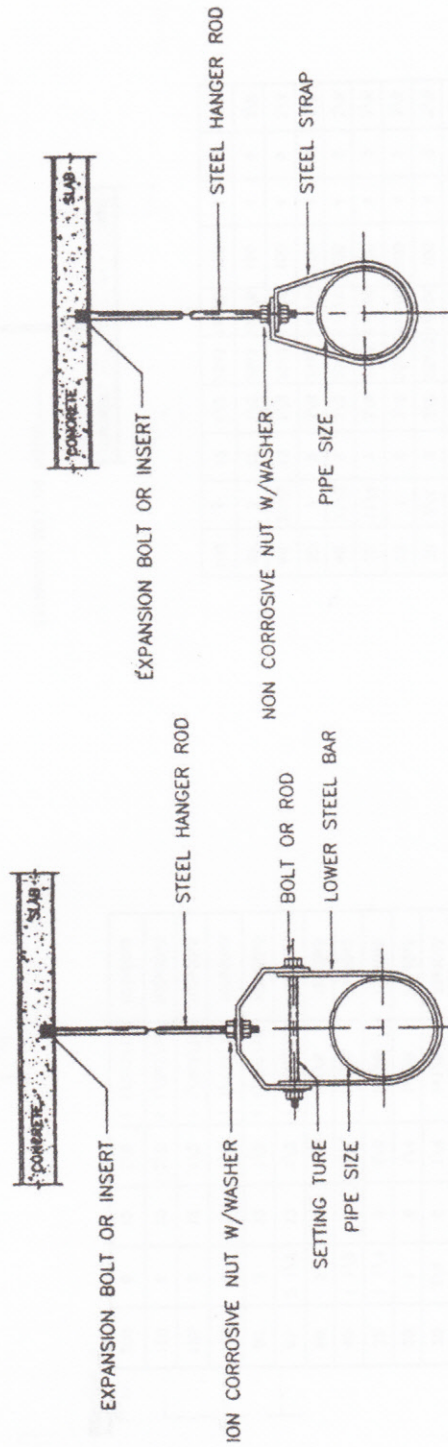 CONCRETE
SLAB
EXPANSION BOLT OR INSERT
STEEL HANGER ROD
ION CORROSIVE NUT W/WASHER
BOLT OR ROD
SETTING TURE
PIPE SIZE
LOWER STEEL BAR
CONCRETE
SLAB
EXPANSION BOLT OR INSERT
STEEL HANGER ROD
NON CORROSIVE NUT W/WASHER
STEEL STRAP
PIPE SIZE